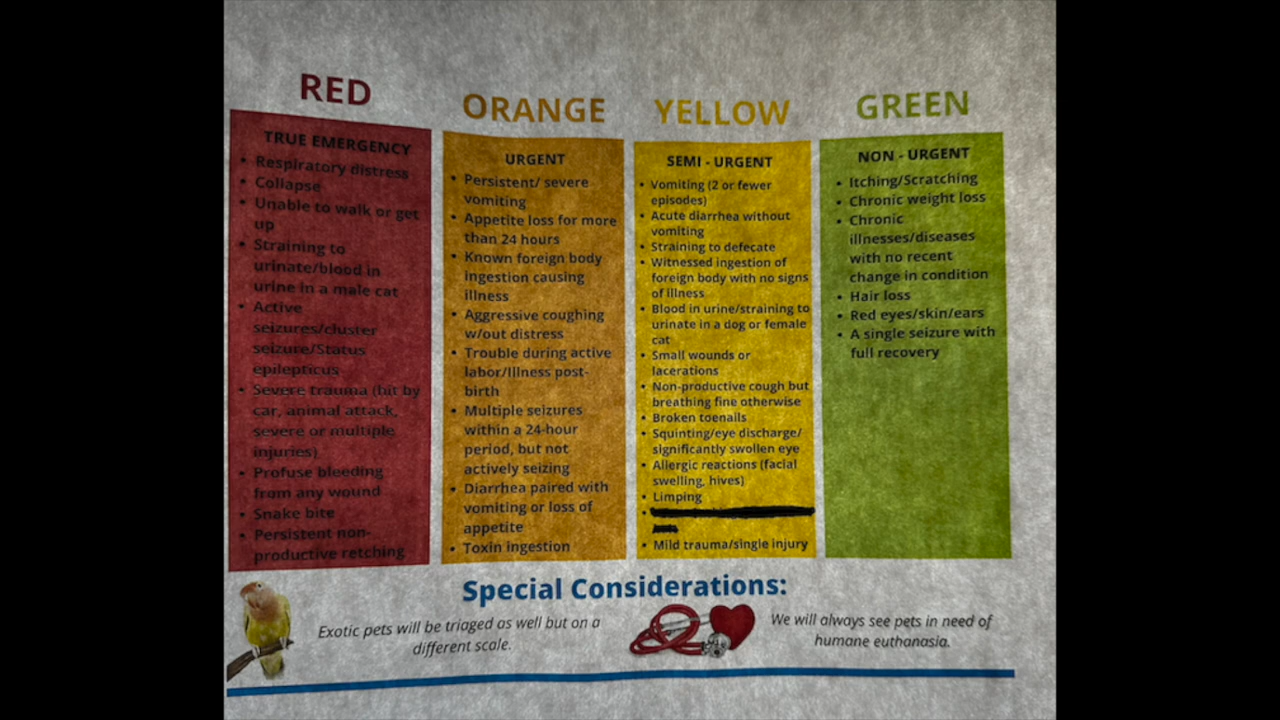 RED
TRUE EMERGENCY
• Respiratory distress
• Collapse
• Unable to walk or get
up
• Straining to
urinate/blood in
urine in a male cat
• Active
seizures/cluster
seizure/Status
epilepticus
• Severe trauma (hit by
car, animal attack,
severe or multiple
injuries)
• Profuse bleeding
from any wound
• Snake bite
• Persistent non-
productive retching
ORANGE
URGENT
• Persistent/ severe
vomiting
• Appetite loss for more
than 24 hours
• Known foreign body
ingestion causing
illness
• Aggressive coughing
w/out distress
• Trouble during active
labor/illness post-
birth
• Multiple seizures
within a 24-hour
period, but not
actively seizing
• Diarrhea paired with
vomiting or loss of
appetite
• Toxin ingestion
YELLOW
SEMI - URGENT
• Vomiting (2 or fewer
episodes)
• Acute diarrhea without
vomiting
• Straining to defecate
• Witnessed ingestion of
foreign body with no signs
of illness
• Blood in urine/straining to
urinate in a dog or female
cat
• Small wounds or
lacerations
• Non-productive cough but
breathing fine otherwise
• Broken toenails
• Squinting/eye discharge/
significantly swollen eye
• Allergic reactions (facial
swelling, hives)
• Limping
• Mild trauma/single injury
GREEN
NON - URGENT
• Itching/Scratching
• Chronic weight loss
• Chronic
illnesses/diseases
with no recent
change in condition
• Hair loss
• Red eyes/skin/ears
• A single seizure with
full recovery
Special Considerations:
Exotic pets will be triaged as well but on a
different scale.
We will always see pets in need of
humane euthanasia.